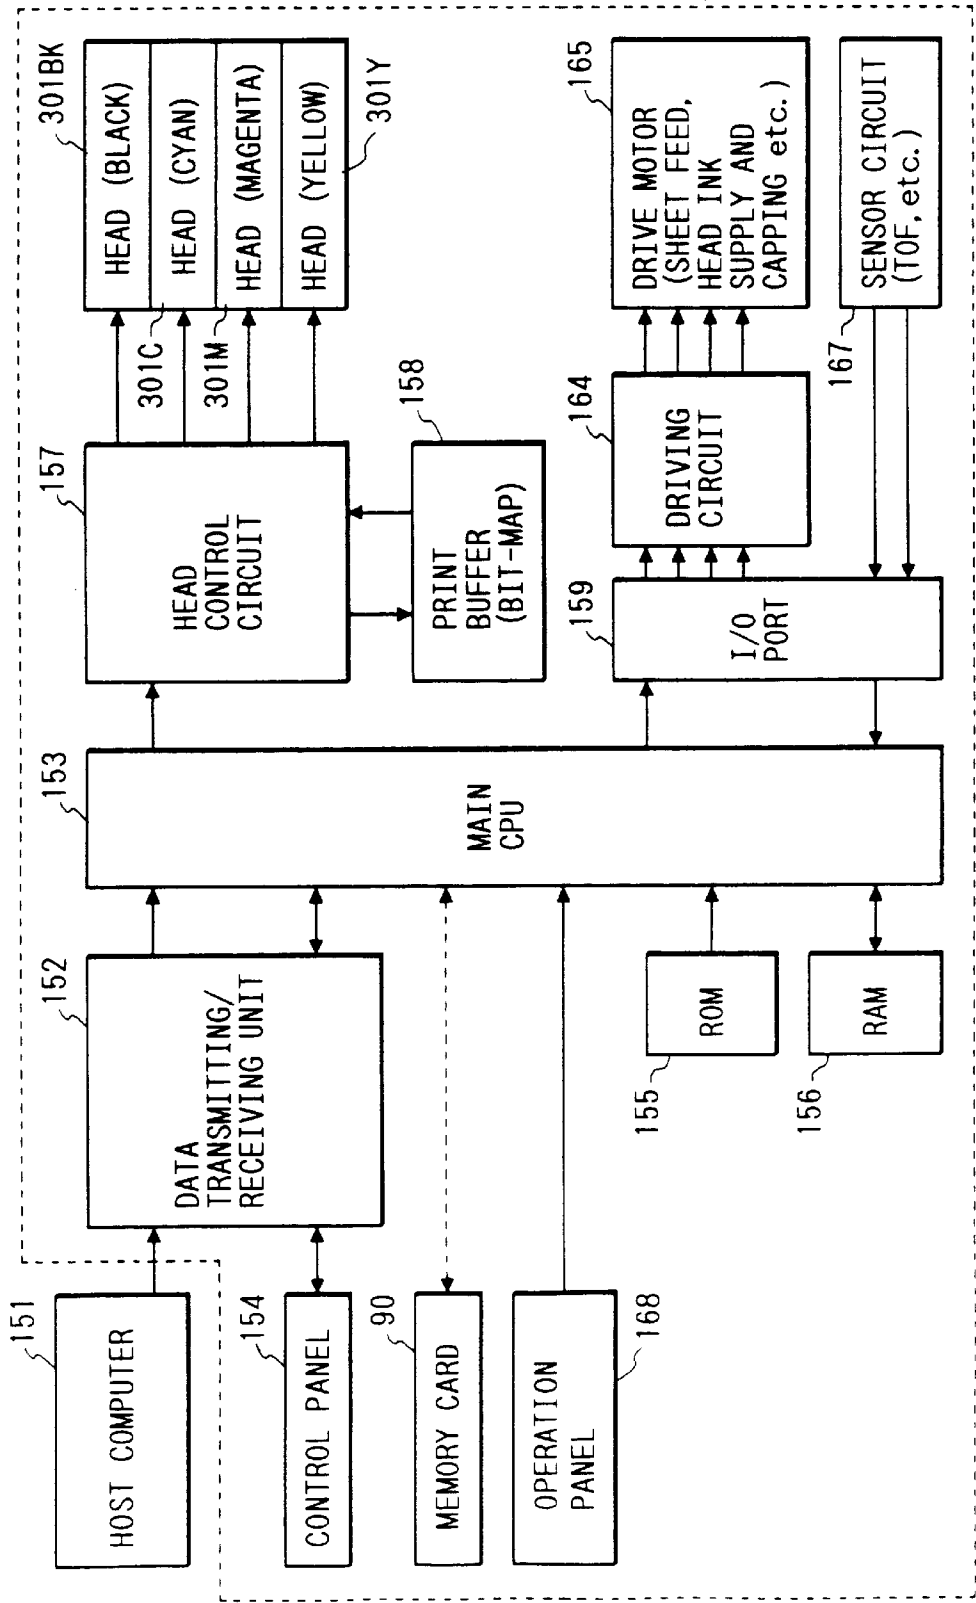 151
HOST COMPUTER
154
CONTROL PANEL
90
MEMORY CARD
OPERATION
PANEL
168
152
DATA
TRANSMITTING/
RECEIVING UNIT
155
ROM
156
RAM
153
MAIN
CPU
157
HEAD
CONTROL
CIRCUIT
158
PRINT
BUFFER
(BIT-MAP)
159
I/O
PORT
164
DRIVING
CIRCUIT
301BK
HEAD (BLACK)
301C
HEAD (CYAN)
301M
HEAD (MAGENTA)
HEAD (YELLOW)
301Y
165
DRIVE MOTOR
(SHEET FEED,
HEAD INK
SUPPLY AND
CAPPING etc.)
167
SENSOR CIRCUIT
(TOF, etc.)